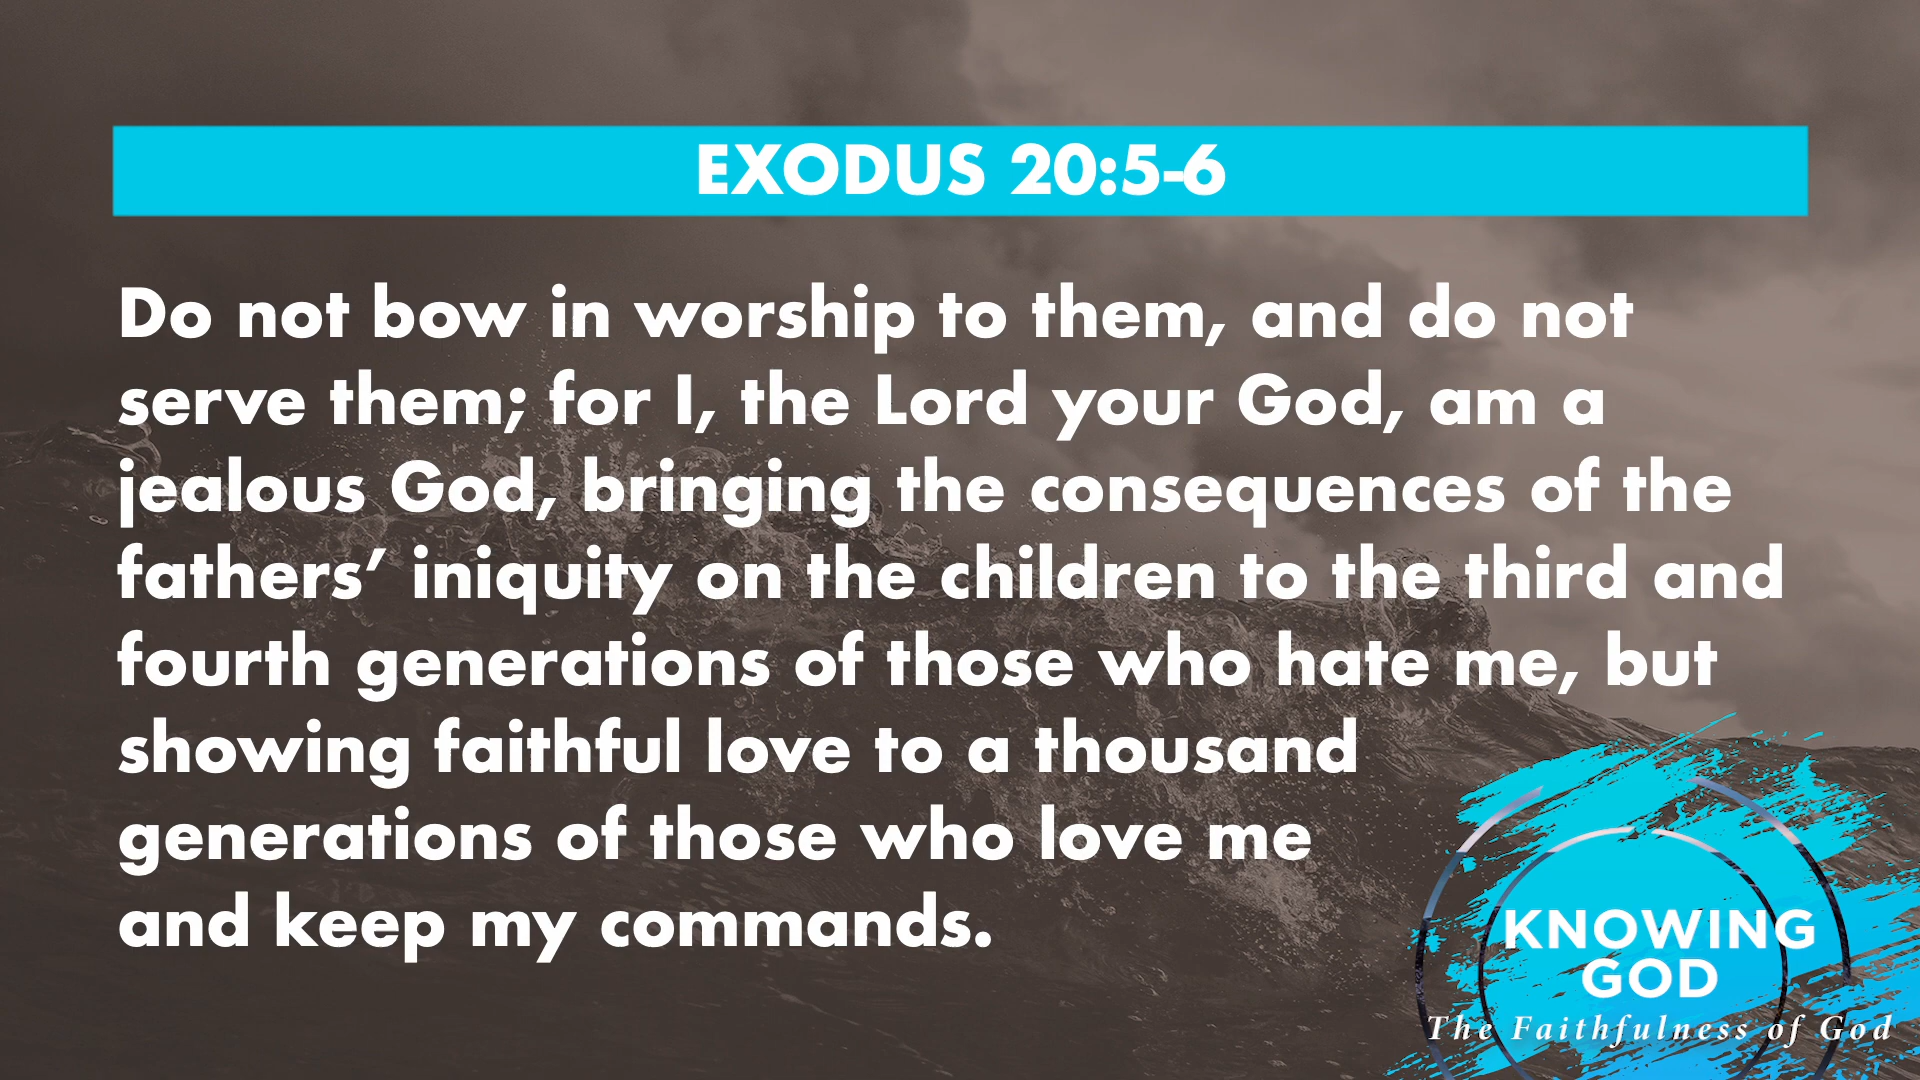 EXODUS 20:5-6
Do not bow in worship to them, and do not
serve them; for I, the Lord your God, am a
jealous God, bringing the consequences of the
fathers’ iniquity on the children to the third and
fourth generations of those who hate me, but
showing faithful love to a thousand
generations of those who love me
and keep my commands.
KNOWING
GOD
The Faithfulness of God